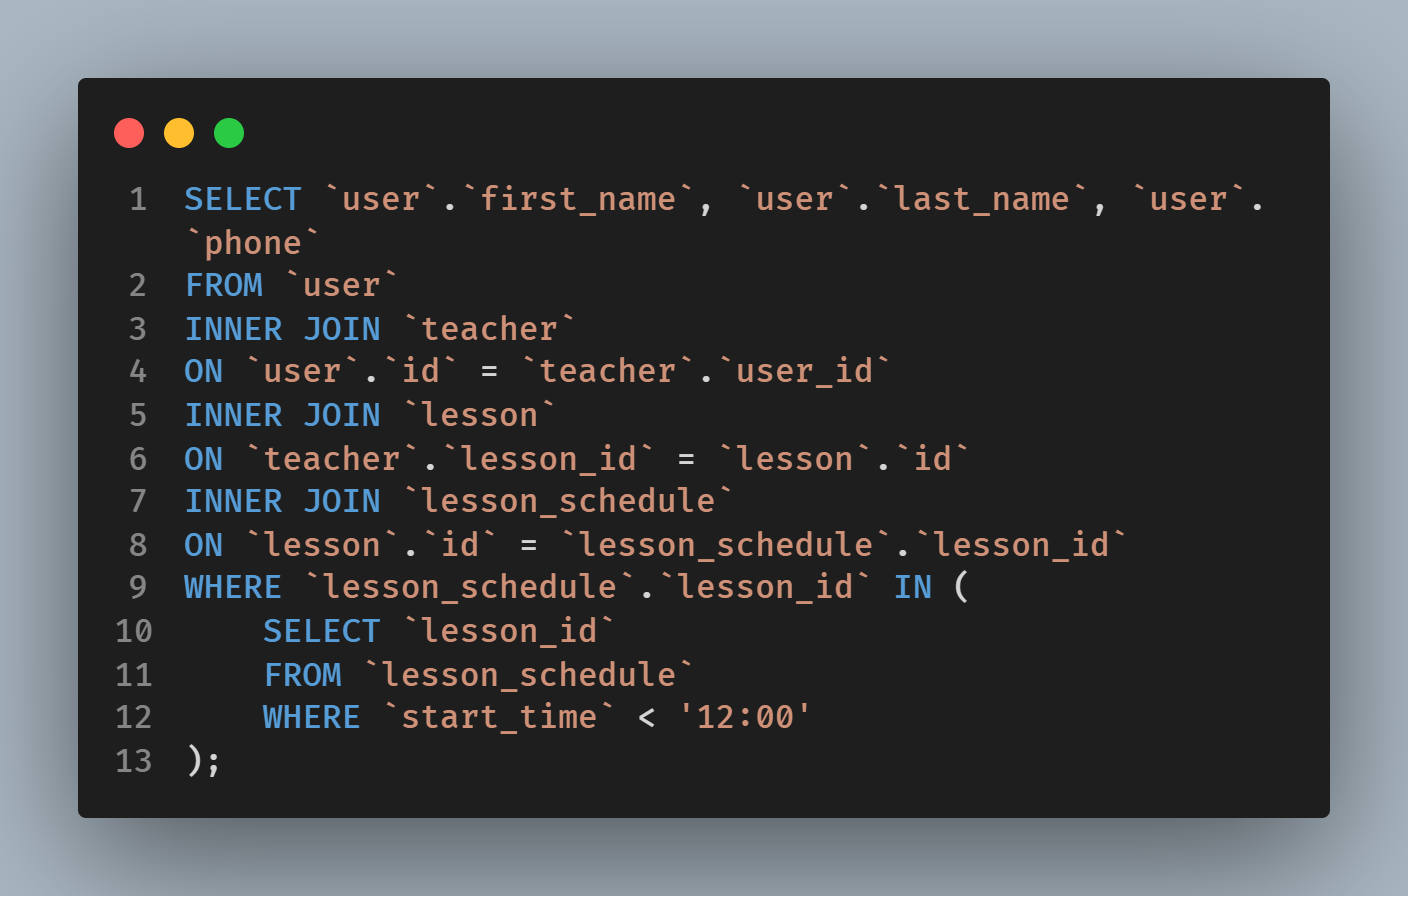 1 SELECT `user`.`first_name`, `user`.`last_name`, `user`.
`phone`
2 FROM `user`
3 INNER JOIN `teacher`
4 ON `user`.`id` = `teacher`.`user_id`
5 INNER JOIN `lesson`
6 ON `teacher`.`lesson_id` = `lesson`.`id`
7 INNER JOIN `lesson_schedule`
8 ON `lesson`.`id` = `lesson_schedule`.`lesson_id`
9 WHERE `lesson_schedule`.`lesson_id` IN (
10     SELECT `lesson_id`
11     FROM `lesson_schedule`
12     WHERE `start_time` < '12:00'
13 );